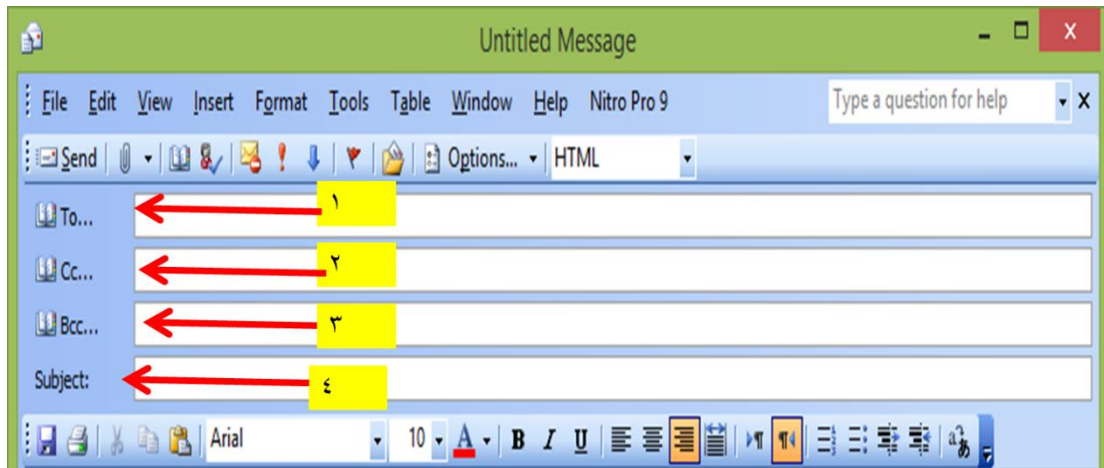 Untitled Message
File Edit View Insert Format Tools Table Window Help Nitro Pro 9 Type a question for help
Send Options... HTML
To... ١
Cc... ٢
Bcc... ٣
Subject: ٤
Arial 10 A B I U